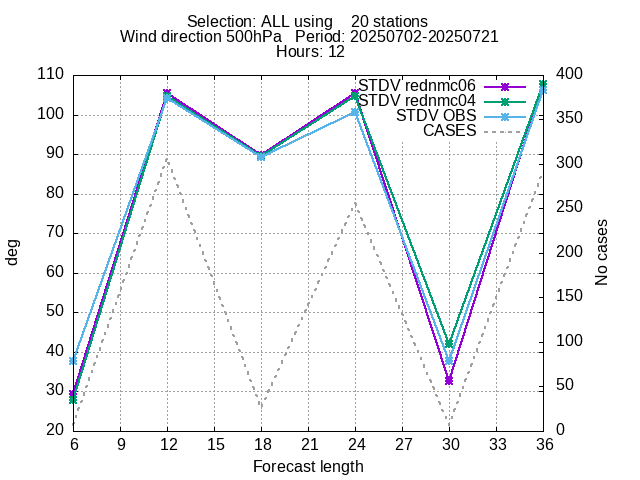 Selection: ALL using    20 stations
Wind direction 500hPa   Period: 20250702-20250721
Hours: 12
STDV rednmc06
STDV rednmc04
STDV OBS
CASES
110
100
90
80
70
60
50
40
30
20
deg
400
350
300
250
200
150
100
50
0
No cases
6 9 12 15 18 21 24 27 30 33 36
Forecast length